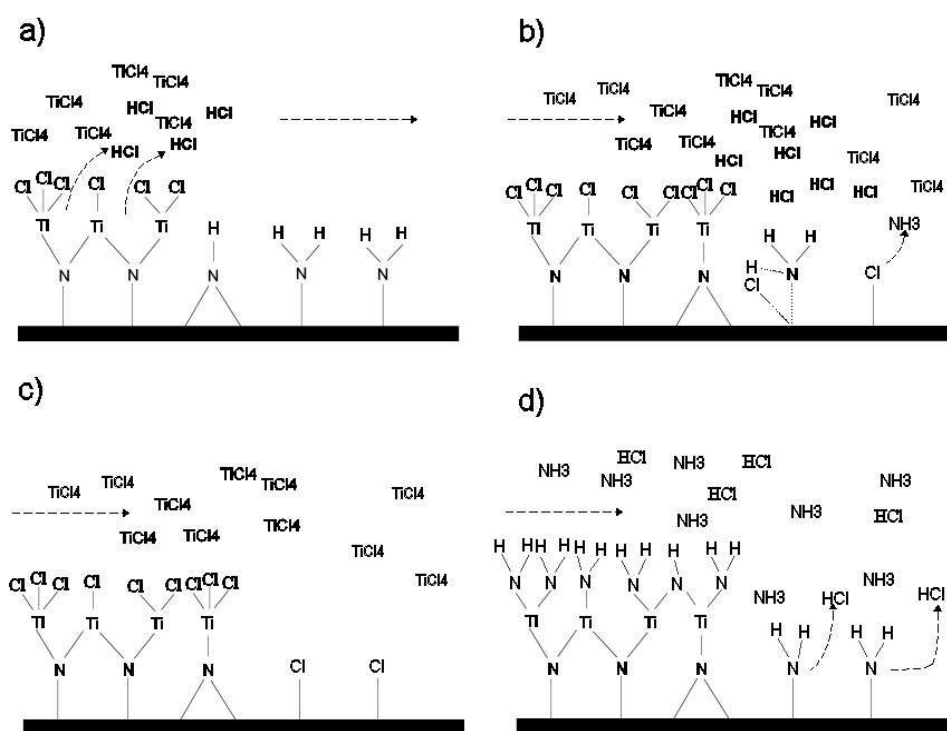 a)
TiCl4 TiCl4
TiCl4 HCl HCl
TiCl4 TiCl4 TiCl4
HCl HCl
Cl Cl Cl Cl Cl Cl
Ti Ti Ti H H H H H
N N N N N
b)
TiCl4 TiCl4 TiCl4 TiCl4
TiCl4 TiCl4 HCl HCl TiCl4
TiCl4 TiCl4 TiCl4
HCl HCl TiCl4
Cl Cl Cl Cl Cl Cl Cl Cl Cl HCl HCl HCl TiCl4
Ti Ti Ti Ti H H NH3
N N N H N Cl
Cl
c)
TiCl4 TiCl4 TiCl4 TiCl4 TiCl4
TiCl4
TiCl4 TiCl4 TiCl4
TiCl4
Cl Cl Cl Cl Cl Cl Cl Cl Cl TiCl4
Ti Ti Ti Ti
N N N Cl Cl
d)
NH3 HCl NH3 HCl
NH3 NH3
HCl
NH3 NH3 HCl
H H H H H H H H H H H
N N N N N N NH3
Ti Ti Ti Ti NH3 HCl HCl
H H H H
N N N N N